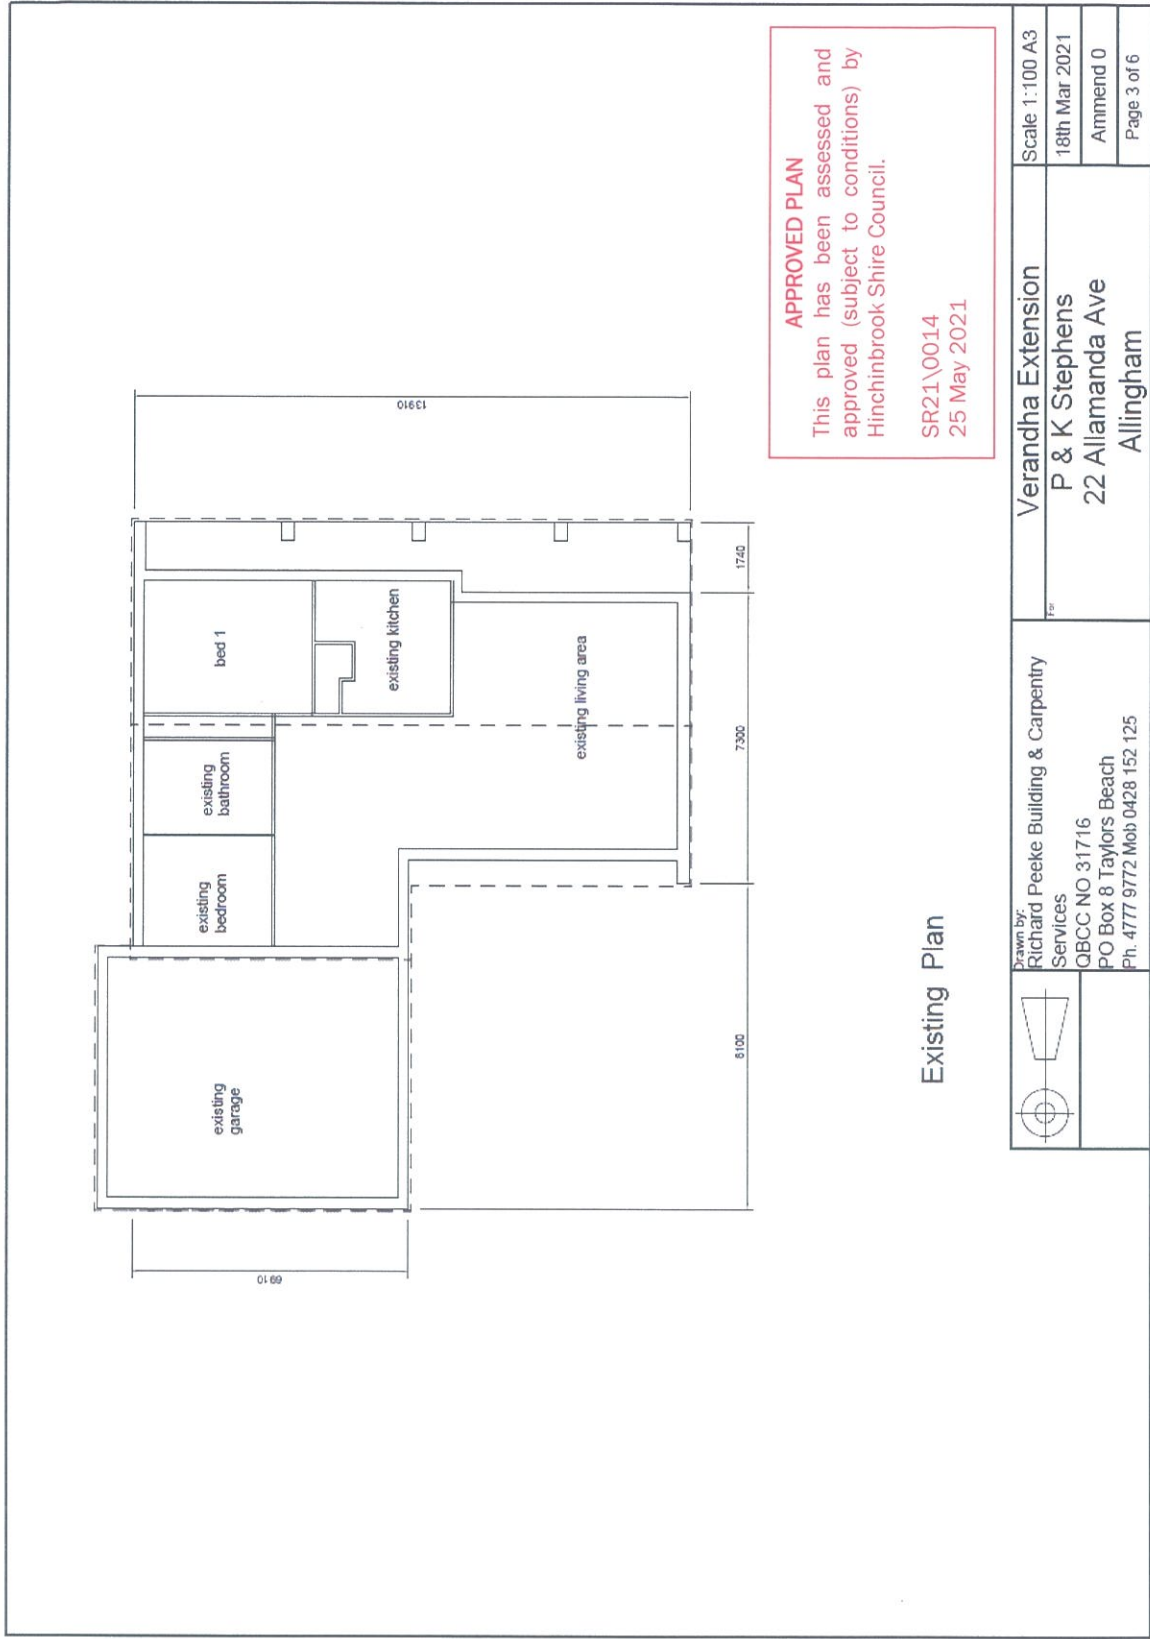 existing
garage
existing
bedroom
existing
bathroom
bed 1
existing kitchen
existing living area
6910
13910
8100
7300
1740
Existing Plan
APPROVED PLAN
This plan has been assessed and
approved (subject to conditions) by
Hinchinbrook Shire Council.
SR21\0014
25 May 2021
Drawn by:
Richard Peeke Building & Carpentry
Services
QBCC NO 31716
PO Box 8 Taylors Beach
Ph. 4777 9772 Mob 0428 152 125
Verandha Extension
For
P & K Stephens
22 Allamanda Ave
Allingham
Scale 1:100 A3
18th Mar 2021
Ammend 0
Page 3 of 6